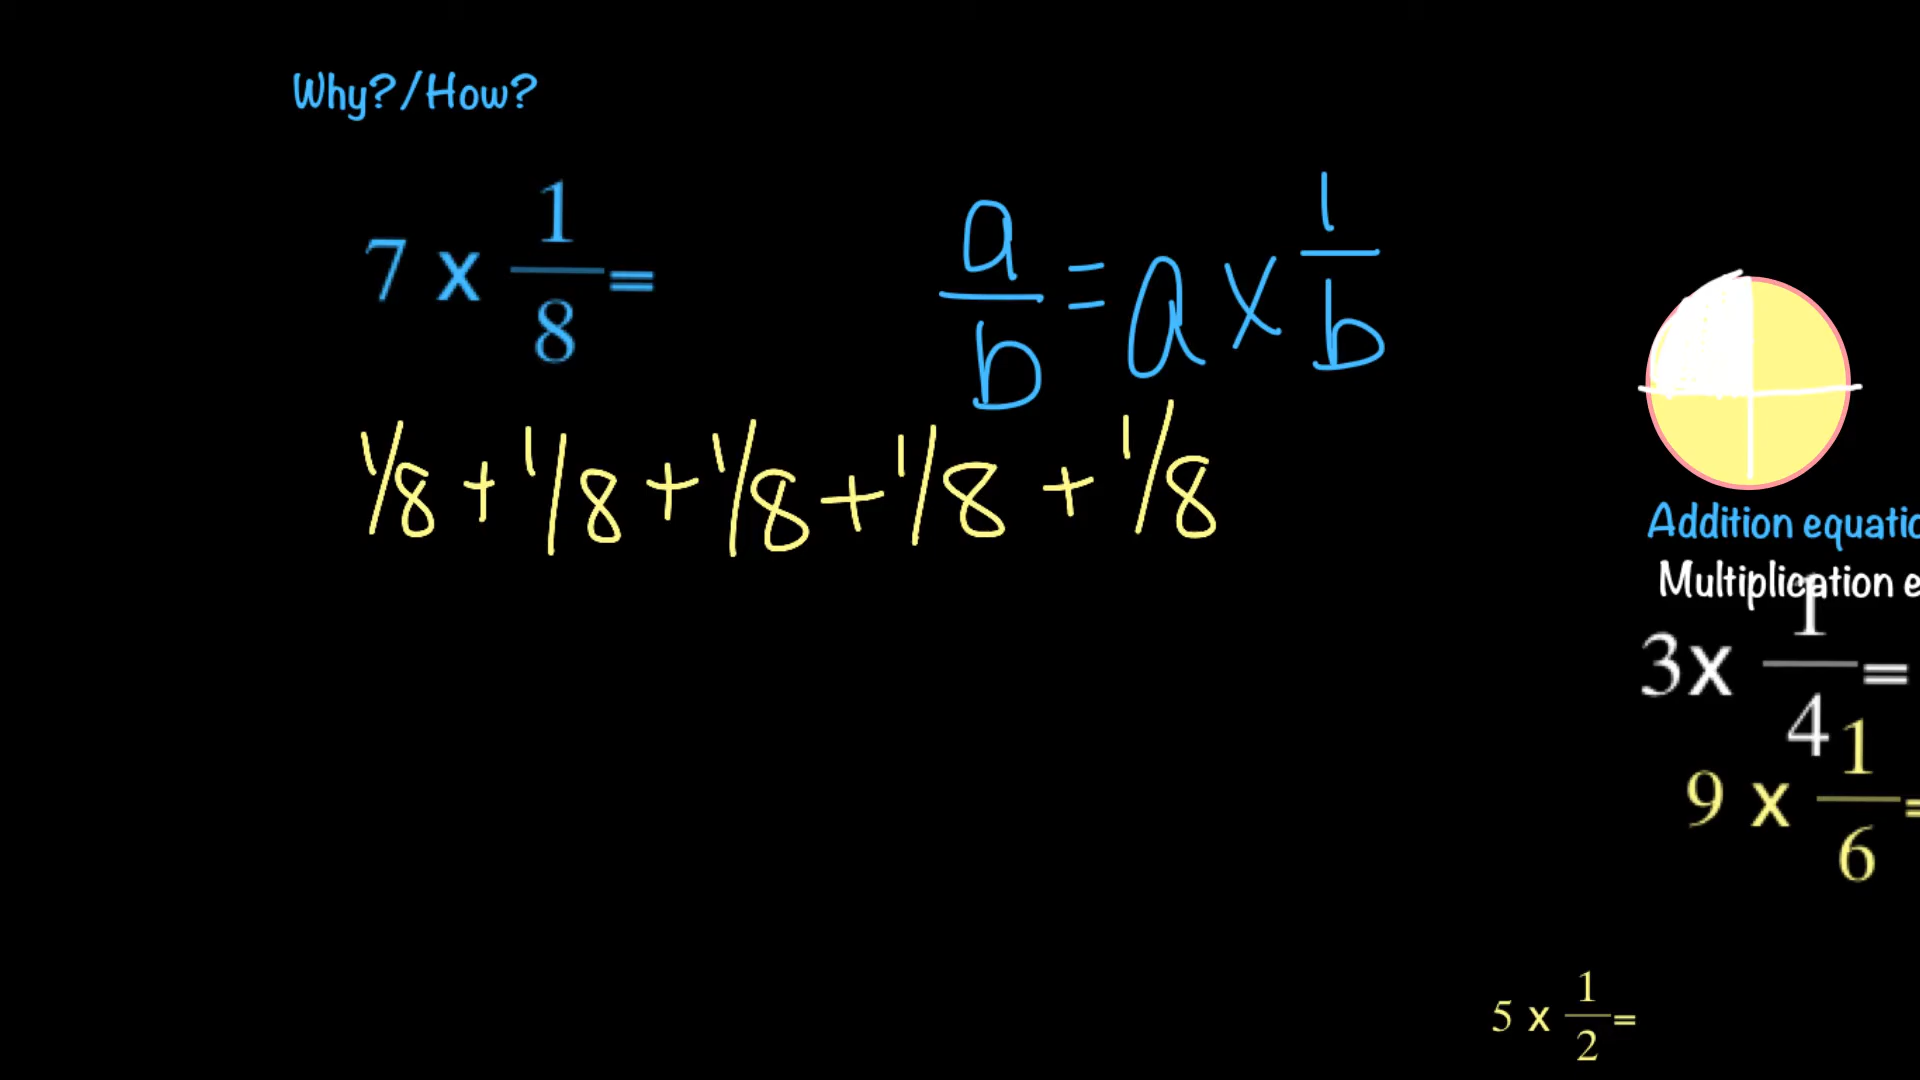 Why?/How?
7 x 1/8 =
a/b = a x 1/b
1/8 + 1/8 + 1/8 + 1/8 + 1/8
Addition equatio
Multiplication e
3x 1/4 =
9 x 1/6 =
5 x 1/2 =